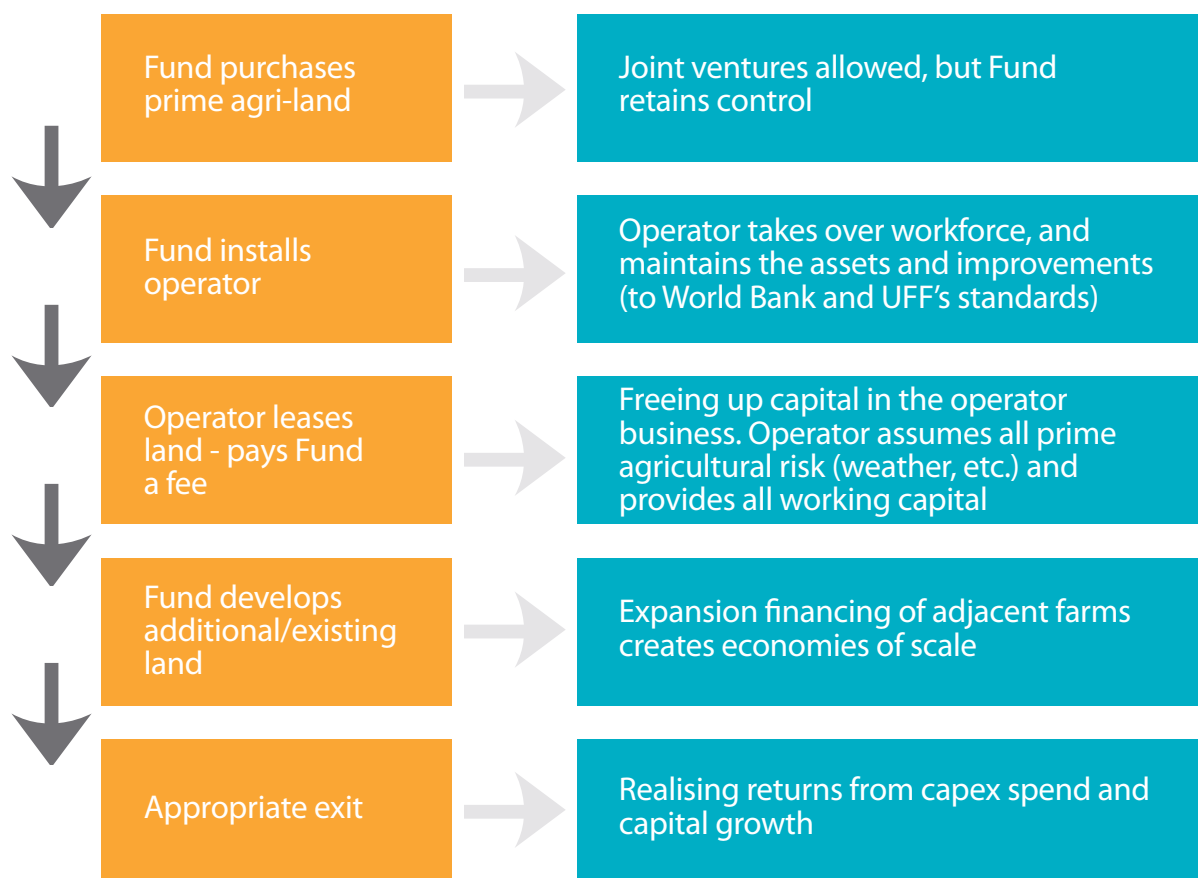 Fund purchases
prime agri-land
Joint ventures allowed, but Fund
retains control
Fund installs
operator
Operator takes over workforce, and
maintains the assets and improvements
(to World Bank and UFF’s standards)
Operator leases
land - pays Fund
a fee
Freeing up capital in the operator
business. Operator assumes all prime
agricultural risk (weather, etc.) and
provides all working capital
Fund develops
additional/existing
land
Expansion financing of adjacent farms
creates economies of scale
Appropriate exit
Realising returns from capex spend and
capital growth